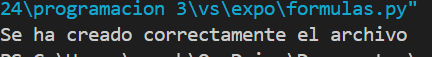 24\programacion 3\vs\expo\formulas.py"
Se ha creado correctamente el archivo